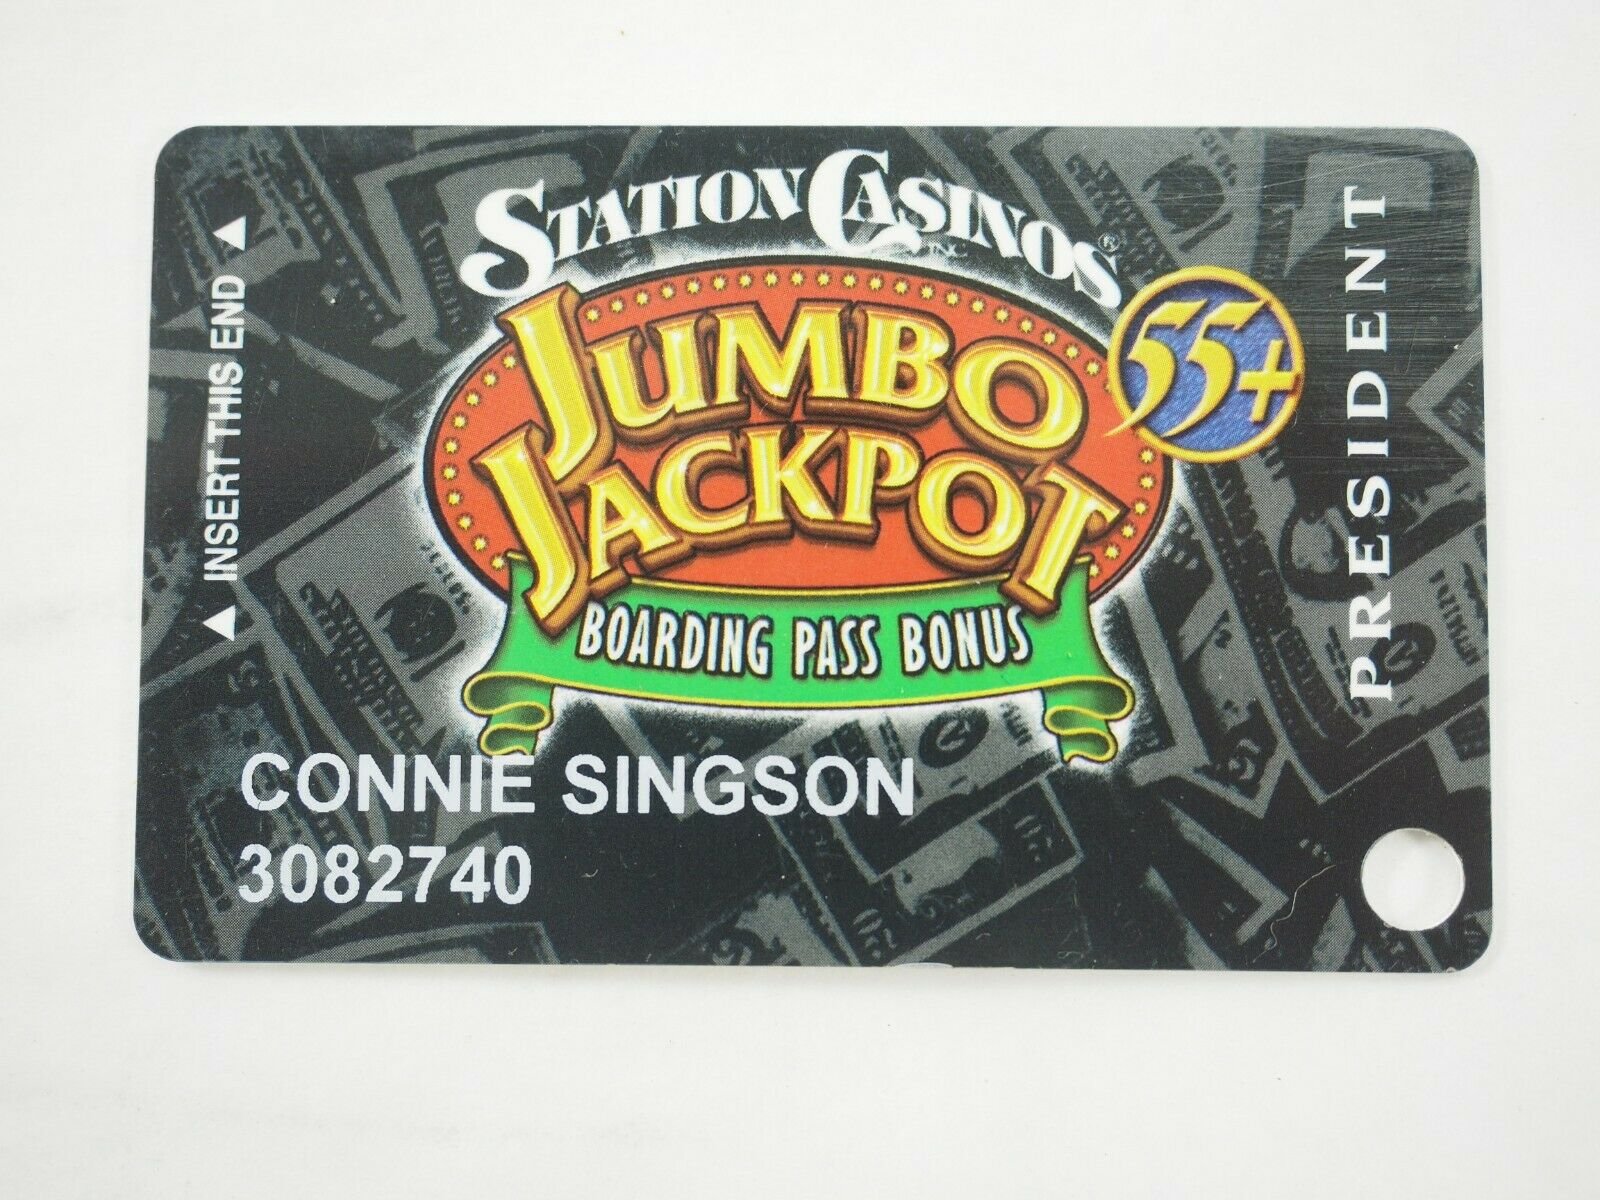 STATION CASINOS®
JUMBO
JACKPOT
55+
BOARDING PASS BONUS
INSERT THIS END
PRESIDENT
CONNIE SINGSON
3082740